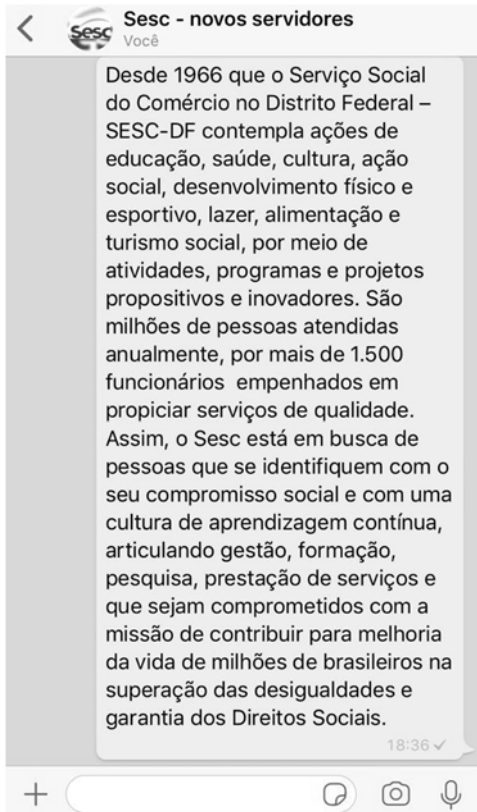 Sesc - novos servidores
Sesc
Você
Desde 1966 que o Serviço Social
do Comércio no Distrito Federal –
SESC-DF contempla ações de
educação, saúde, cultura, ação
social, desenvolvimento físico e
esportivo, lazer, alimentação e
turismo social, por meio de
atividades, programas e projetos
propositivos e inovadores. São
milhões de pessoas atendidas
anualmente, por mais de 1.500
funcionários  empenhados em
propiciar serviços de qualidade.
Assim, o Sesc está em busca de
pessoas que se identifiquem com o
seu compromisso social e com uma
cultura de aprendizagem contínua,
articulando gestão, formação,
pesquisa, prestação de serviços e
que sejam comprometidos com a
missão de contribuir para melhoria
da vida de milhões de brasileiros na
superação das desigualdades e
garantia dos Direitos Sociais.
18:36